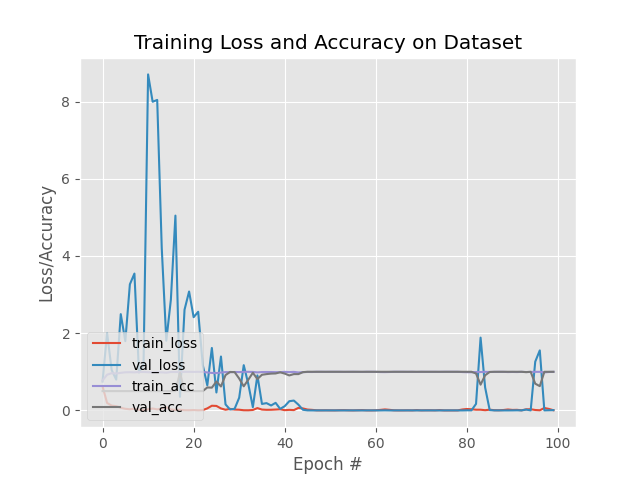 Training Loss and Accuracy on Dataset
Loss/Accuracy
8
6
4
2
0
train_loss
val_loss
train_acc
val_acc
0 20 40 60 80 100
Epoch #